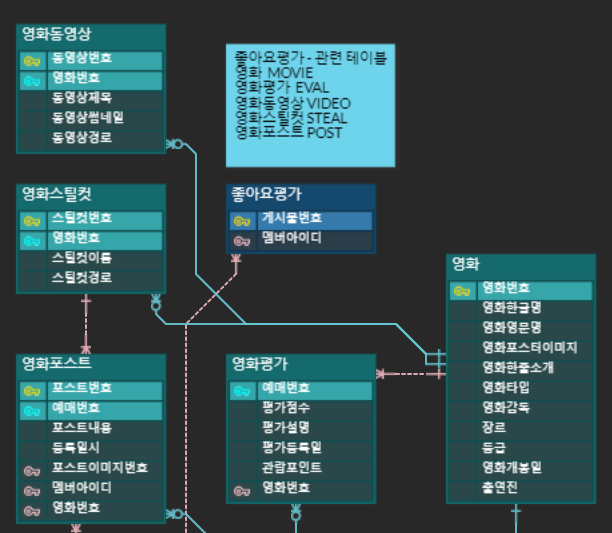 영화동영상
동영상번호
영화번호
동영상제목
동영상썸네일
동영상경로
좋아요평가 - 관련 테이블
영화 MOVIE
영화평가 EVAL
영화동영상 VIDEO
영화스틸컷 STEAL
영화포스트 POST
영화스틸컷
스틸컷번호
영화번호
스틸컷이름
스틸컷경로
좋아요평가
게시물번호
멤버아이디
영화
영화번호
영화한글명
영화영문명
영화포스터이미지
영화한줄소개
영화타입
영화감독
장르
등급
영화개봉일
출연진
영화포스트
포스트번호
예매번호
포스트내용
등록일시
포스트이미지번호
멤버아이디
영화번호
영화평가
예매번호
평가점수
평가설명
평가등록일
관람포인트
영화번호